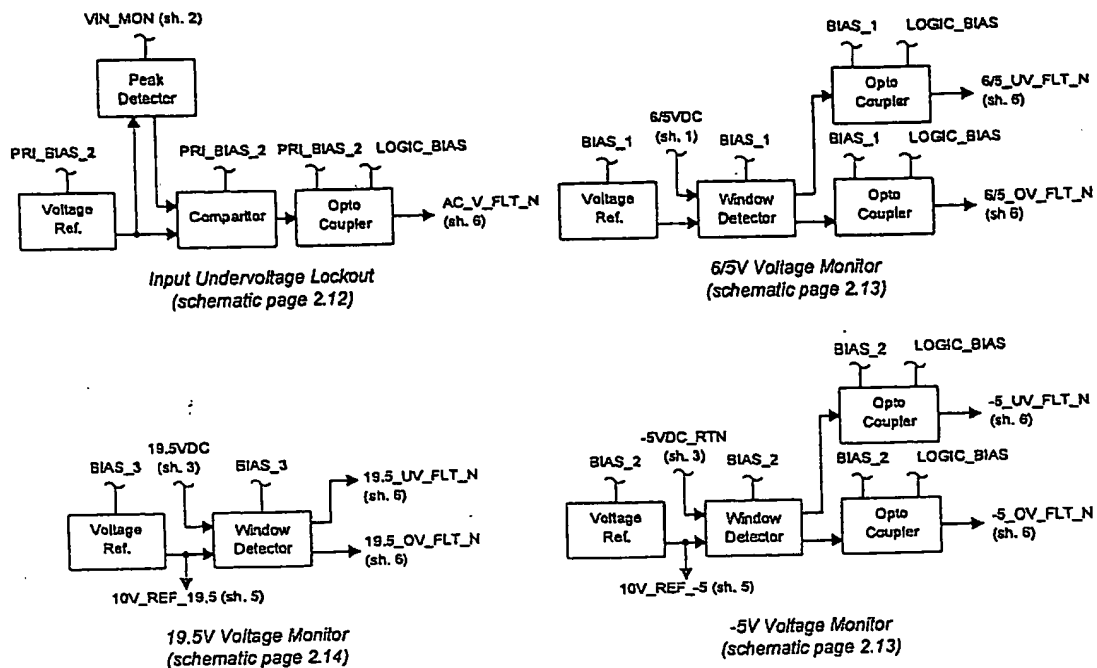 VIN_MON (sh. 2)
Peak
Detector
PRI_BIAS_2
PRI_BIAS_2
PRI_BIAS_2
LOGIC_BIAS
Voltage
Ref.
Comparitor
Opto
Coupler
AC_V_FLT_N
(sh. 6)
Input Undervoltage Lockout
(schematic page 2.12)
BIAS_1
LOGIC_BIAS
Opto
Coupler
6/5_UV_FLT_N
(sh. 6)
6/5VDC
(sh. 1)
BIAS_1
BIAS_1
BIAS_1
LOGIC_BIAS
Voltage
Ref.
Window
Detector
Opto
Coupler
6/5_OV_FLT_N
(sh 6)
6/5V Voltage Monitor
(schematic page 2.13)
19.5VDC
(sh. 3)
BIAS_3
BIAS_3
Voltage
Ref.
Window
Detector
19.5_UV_FLT_N
(sh. 6)
19.5_OV_FLT_N
(sh. 6)
10V_REF_19.5 (sh. 5)
19.5V Voltage Monitor
(schematic page 2.14)
BIAS_2
LOGIC_BIAS
Opto
Coupler
-5_UV_FLT_N
(sh. 6)
-5VDC_RTN
(sh. 3)
BIAS_2
BIAS_2
BIAS_2
LOGIC_BIAS
Voltage
Ref.
Window
Detector
Opto
Coupler
-5_OV_FLT_N
(sh. 6)
10V_REF_-5 (sh. 5)
-5V Voltage Monitor
(schematic page 2.13)